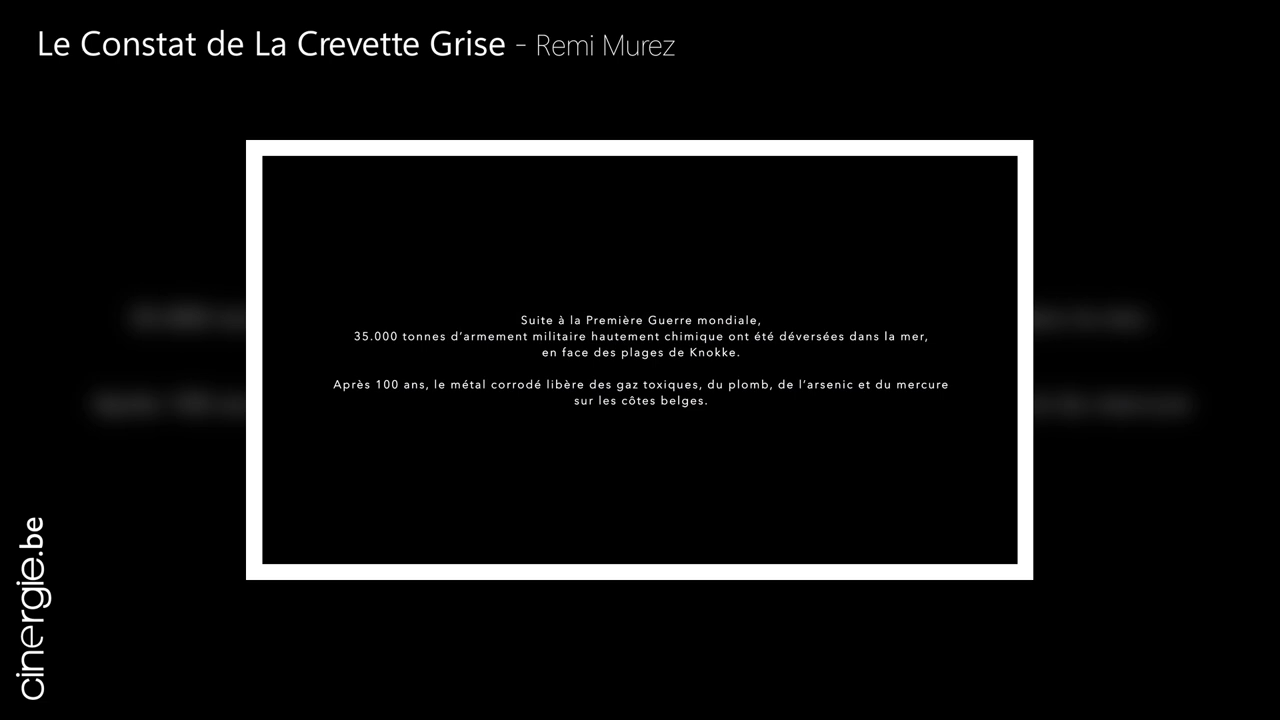 Le Constat de La Crevette Grise - Remi Murez
Suite à la Première Guerre mondiale,
35.000 tonnes d'armement militaire hautement chimique ont été déversées dans la mer,
en face des plages de Knokke.
Après 100 ans, le métal corrodé libère des gaz toxiques, du plomb, de l'arsenic et du mercure
sur les côtes belges.
cinergie.be